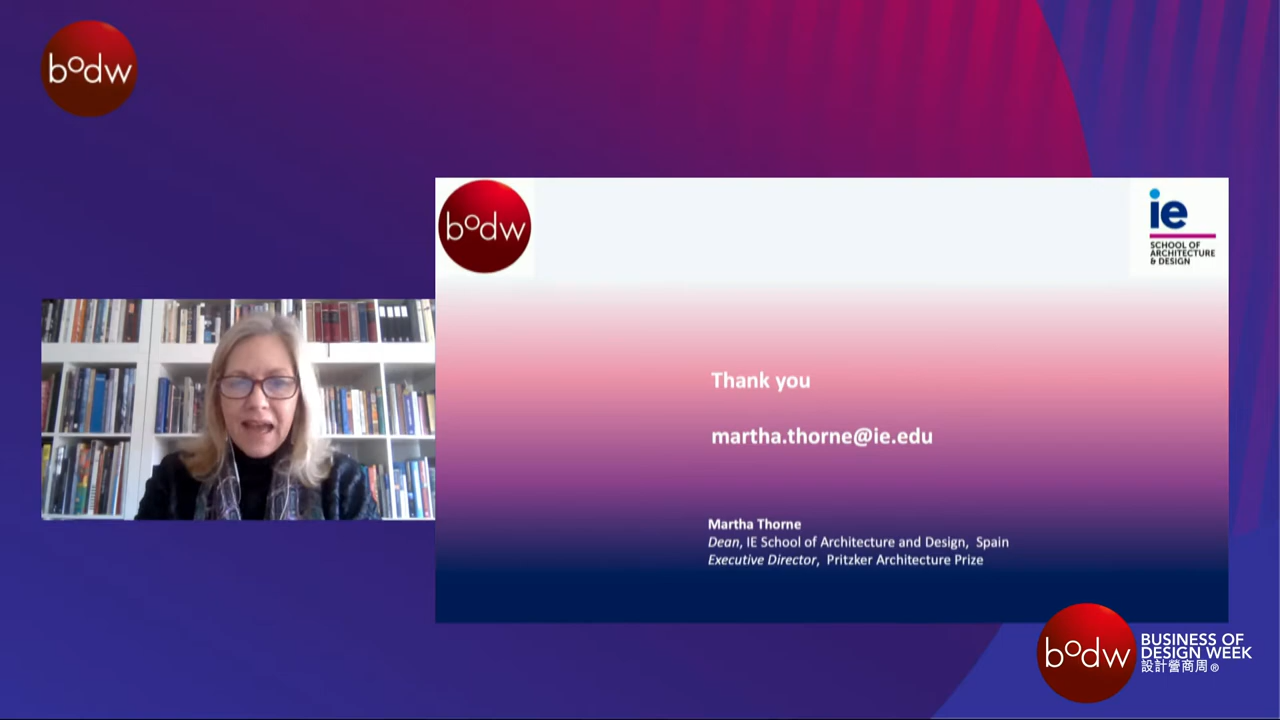 bodw
bodw
ie
SCHOOL OF
ARCHITECTURE
& DESIGN
Thank you
martha.thorne@ie.edu
Martha Thorne
Dean, IE School of Architecture and Design, Spain
Executive Director, Pritzker Architecture Prize
bodw
BUSINESS OF
DESIGN WEEK
設計營商周®